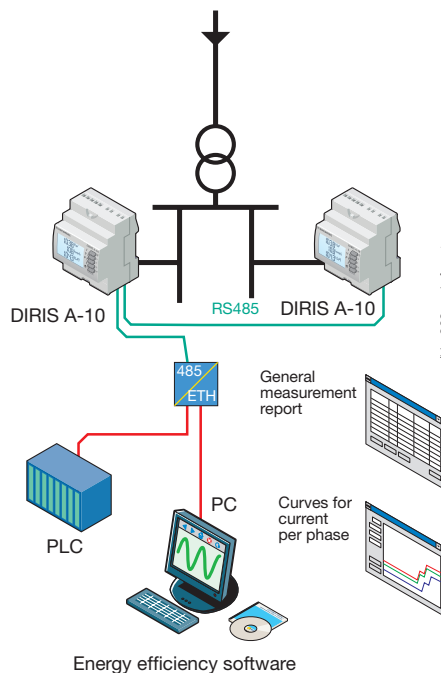 DIRIS A-10
RS485
DIRIS A-10
485
ETH
General
measurement
report
PLC
PC
Curves for
current
per phase
Energy efficiency software